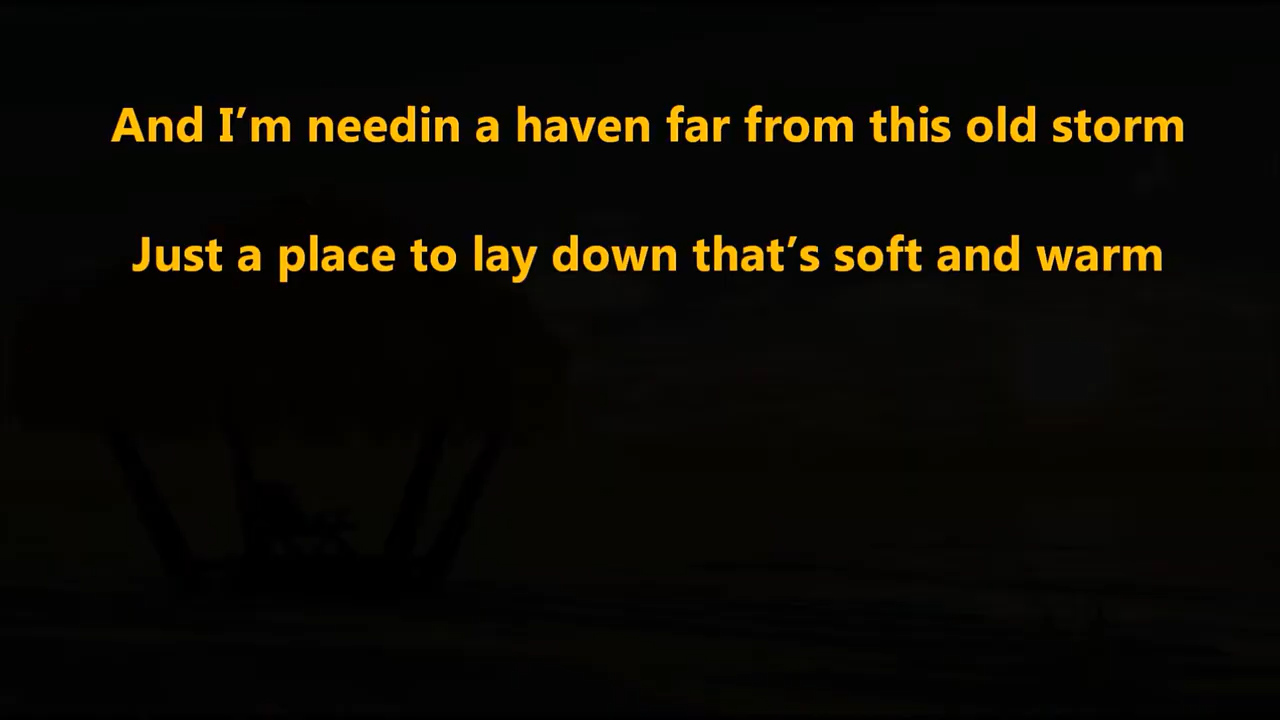 And I’m needin a haven far from this old storm
Just a place to lay down that’s soft and warm